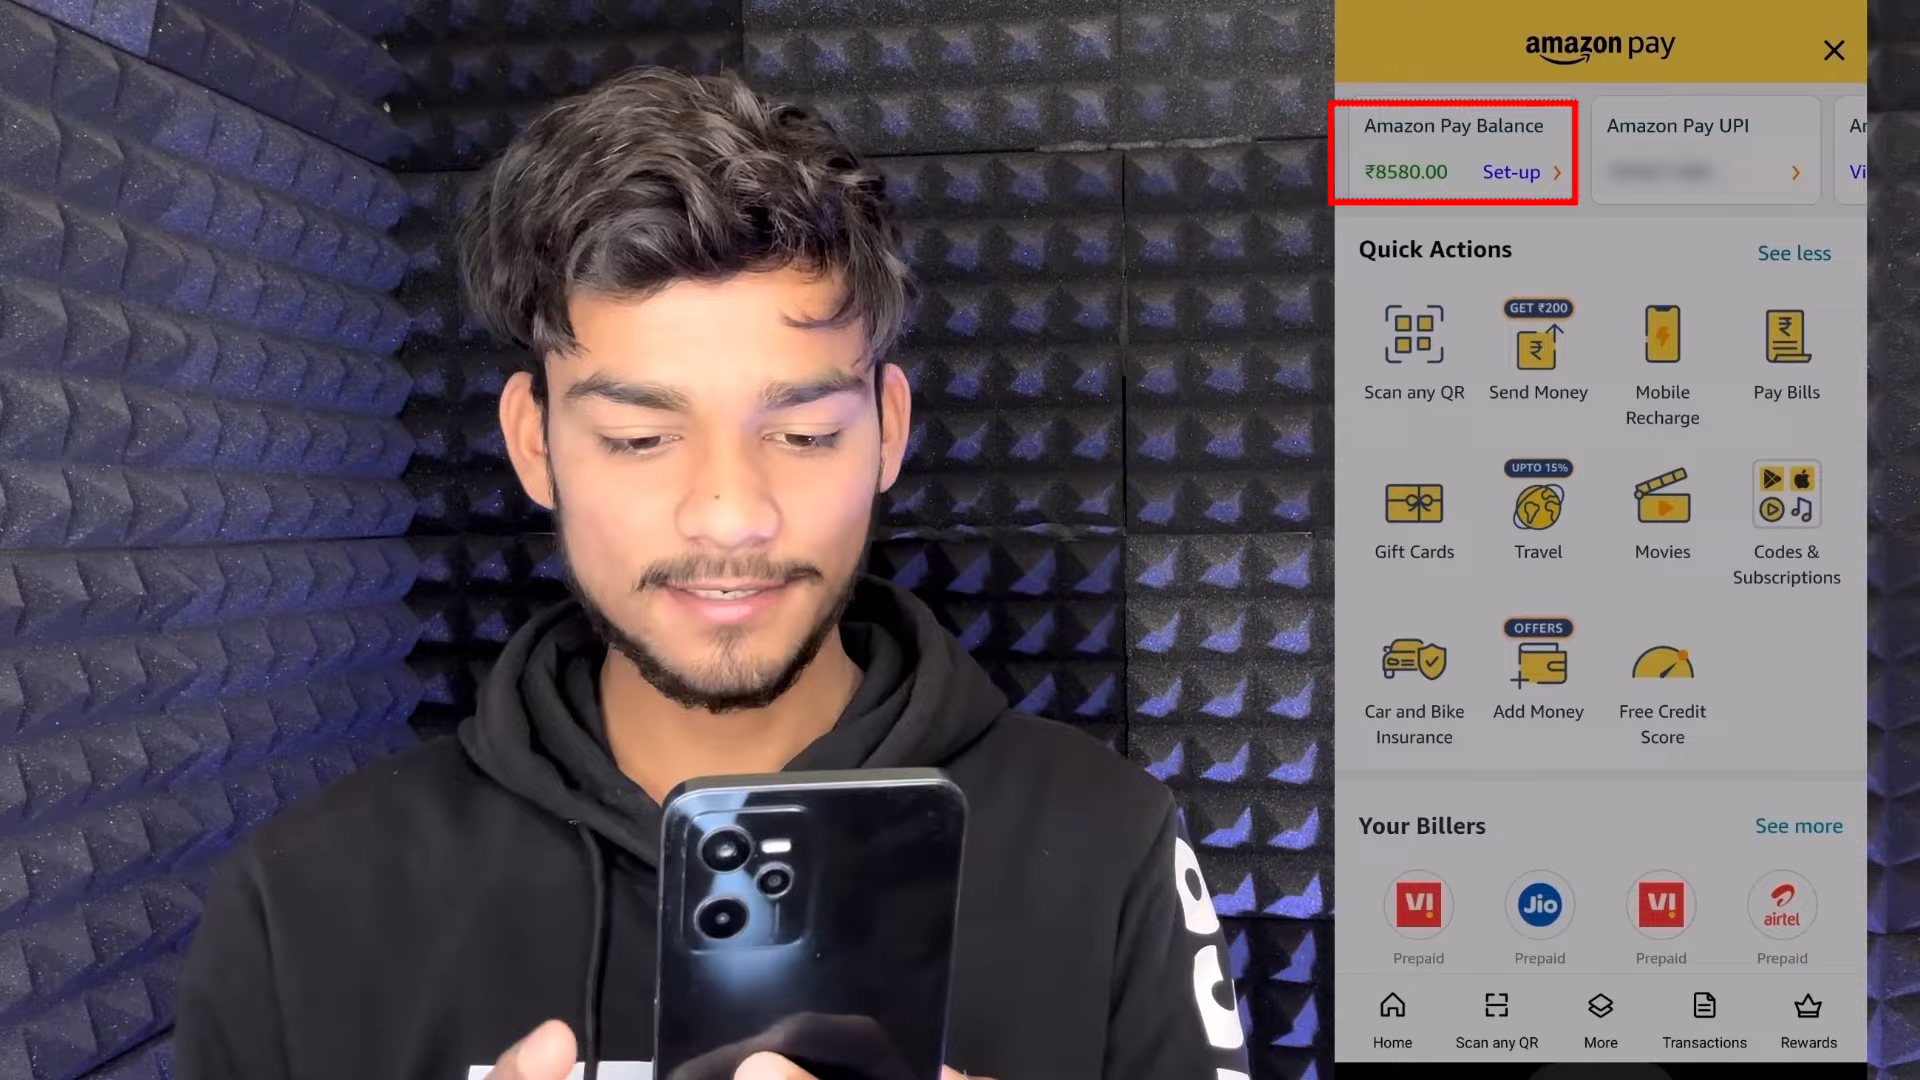 amazon pay
Amazon Pay Balance
₹8580.00 Set-up
Amazon Pay UPI
Vi
Quick Actions
See less
GET ₹200
Scan any QR
Send Money
Mobile
Recharge
Pay Bills
UPTO 15%
Gift Cards
Travel
Movies
Codes &
Subscriptions
OFFERS
Car and Bike
Insurance
Add Money
Free Credit
Score
Your Billers
See more
VI
Jio
VI
airtel
Prepaid
Prepaid
Prepaid
Prepaid
Home
Scan any QR
More
Transactions
Rewards